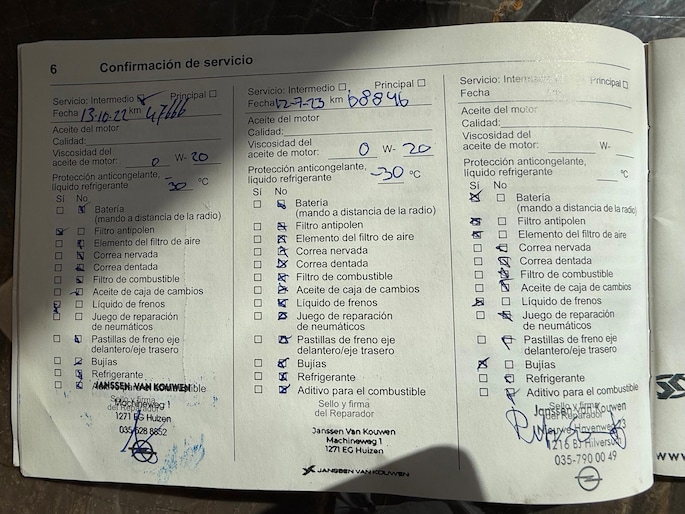 6 Confirmación de servicio
Servicio: Intermedio Principal
Fecha 13-10-22 km 47166
Aceite del motor
Calidad:
Viscosidad del
aceite de motor: 0 W- 20
Protección anticongelante,
líquido refrigerante -30 °C
Sí No
Batería
(mando a distancia de la radio)
Filtro antipolen
Elemento del filtro de aire
Correa nervada
Correa dentada
Filtro de combustible
Aceite de caja de cambios
Líquido de frenos
Juego de reparación
de neumáticos
Pastillas de freno eje
delantero/eje trasero
Bujías
Refrigerante
JANSSEN VAN KOUWEN
Machineweg 1
1271 EG Huizen
035 628 8852
Servicio: Intermedio Principal
Fecha 12-7-23 km 68896
Aceite del motor
Calidad:
Viscosidad del
aceite de motor: 0 W- 20
Protección anticongelante,
líquido refrigerante -30 °C
Sí No
Batería
(mando a distancia de la radio)
Filtro antipolen
Elemento del filtro de aire
Correa nervada
Correa dentada
Filtro de combustible
Aceite de caja de cambios
Líquido de frenos
Juego de reparación
de neumáticos
Pastillas de freno eje
delantero/eje trasero
Bujías
Refrigerante
Aditivo para el combustible
Sello y firma
del Reparador
Janssen Van Kouwen
Machineweg 1
1271 EG Huizen
JANSSEN VAN KOUWEN
Servicio: Principal
Fecha
Aceite del motor
Calidad:
Viscosidad del
aceite de motor: W-
Protección anticongelante,
líquido refrigerante °C
Sí No
Batería
(mando a distancia de la radio)
Filtro antipolen
Elemento del filtro de aire
Correa nervada
Correa dentada
Filtro de combustible
Aceite de caja de cambios
Líquido de frenos
Juego de reparación
de neumáticos
Pastillas de freno eje
delantero/eje trasero
Bujías
Refrigerante
Aditivo para el combustible
Janssen Van Kouwen
1216 BJ Hilversum
035-790 00 49